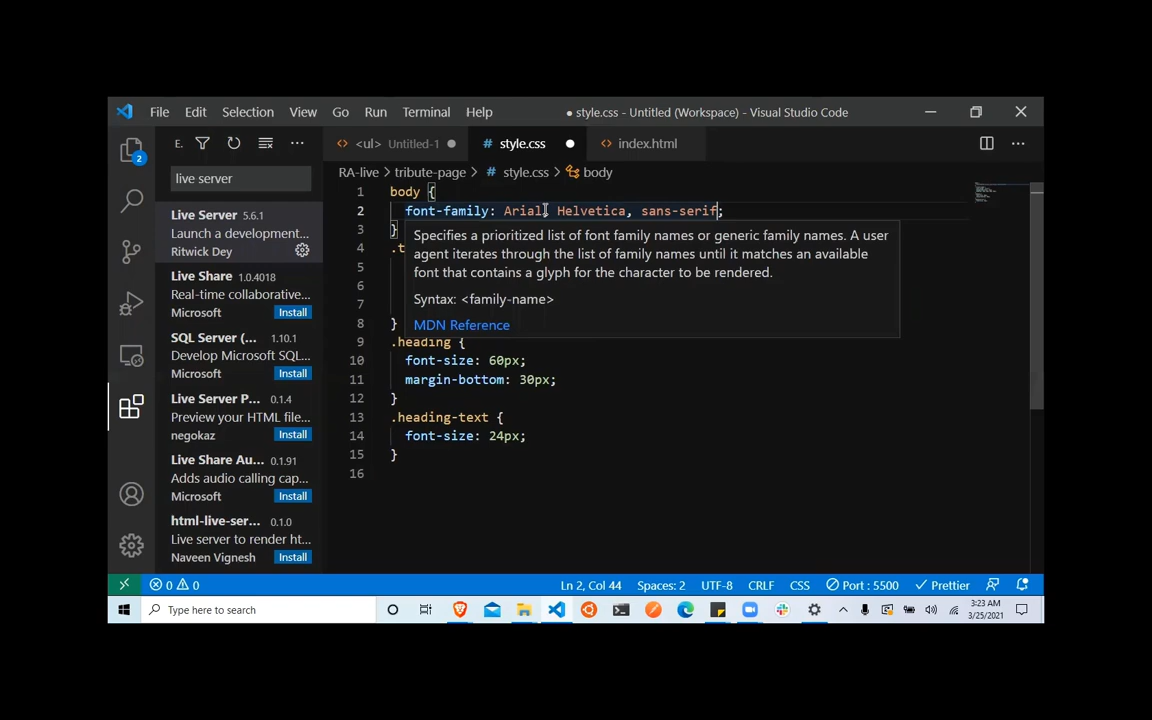 File Edit Selection View Go Run Terminal Help ● style.css - Untitled (Workspace) - Visual Studio Code
E.
<ul> Untitled-1
# style.css
index.html
2
live server
RA-live > tribute-page > # style.css > body
Live Server 5.6.1
Launch a development...
Ritwick Dey
Live Share 1.0.4018
Real-time collaborative...
Microsoft Install
SQL Server (... 1.10.1
Develop Microsoft SQL...
Microsoft Install
Live Server P... 0.1.4
Preview your HTML file...
negokaz Install
Live Share Au... 0.1.91
Adds audio calling cap...
Microsoft Install
html-live-ser... 0.1.0
Live server to render ht...
Naveen Vignesh Install
1 body {
2 font-family: Arial, Helvetica, sans-serif;
3 }
4 .t
5
6
7
8 }
9 .heading {
10 font-size: 60px;
11 margin-bottom: 30px;
12 }
13 .heading-text {
14 font-size: 24px;
15 }
16
Specifies a prioritized list of font family names or generic family names. A user
agent iterates through the list of family names until it matches an available
font that contains a glyph for the character to be rendered.
Syntax: <family-name>
MDN Reference
0 0 Ln 2, Col 44 Spaces: 2 UTF-8 CRLF CSS Port : 5500 Prettier
Type here to search
3:23 AM
3/25/2021